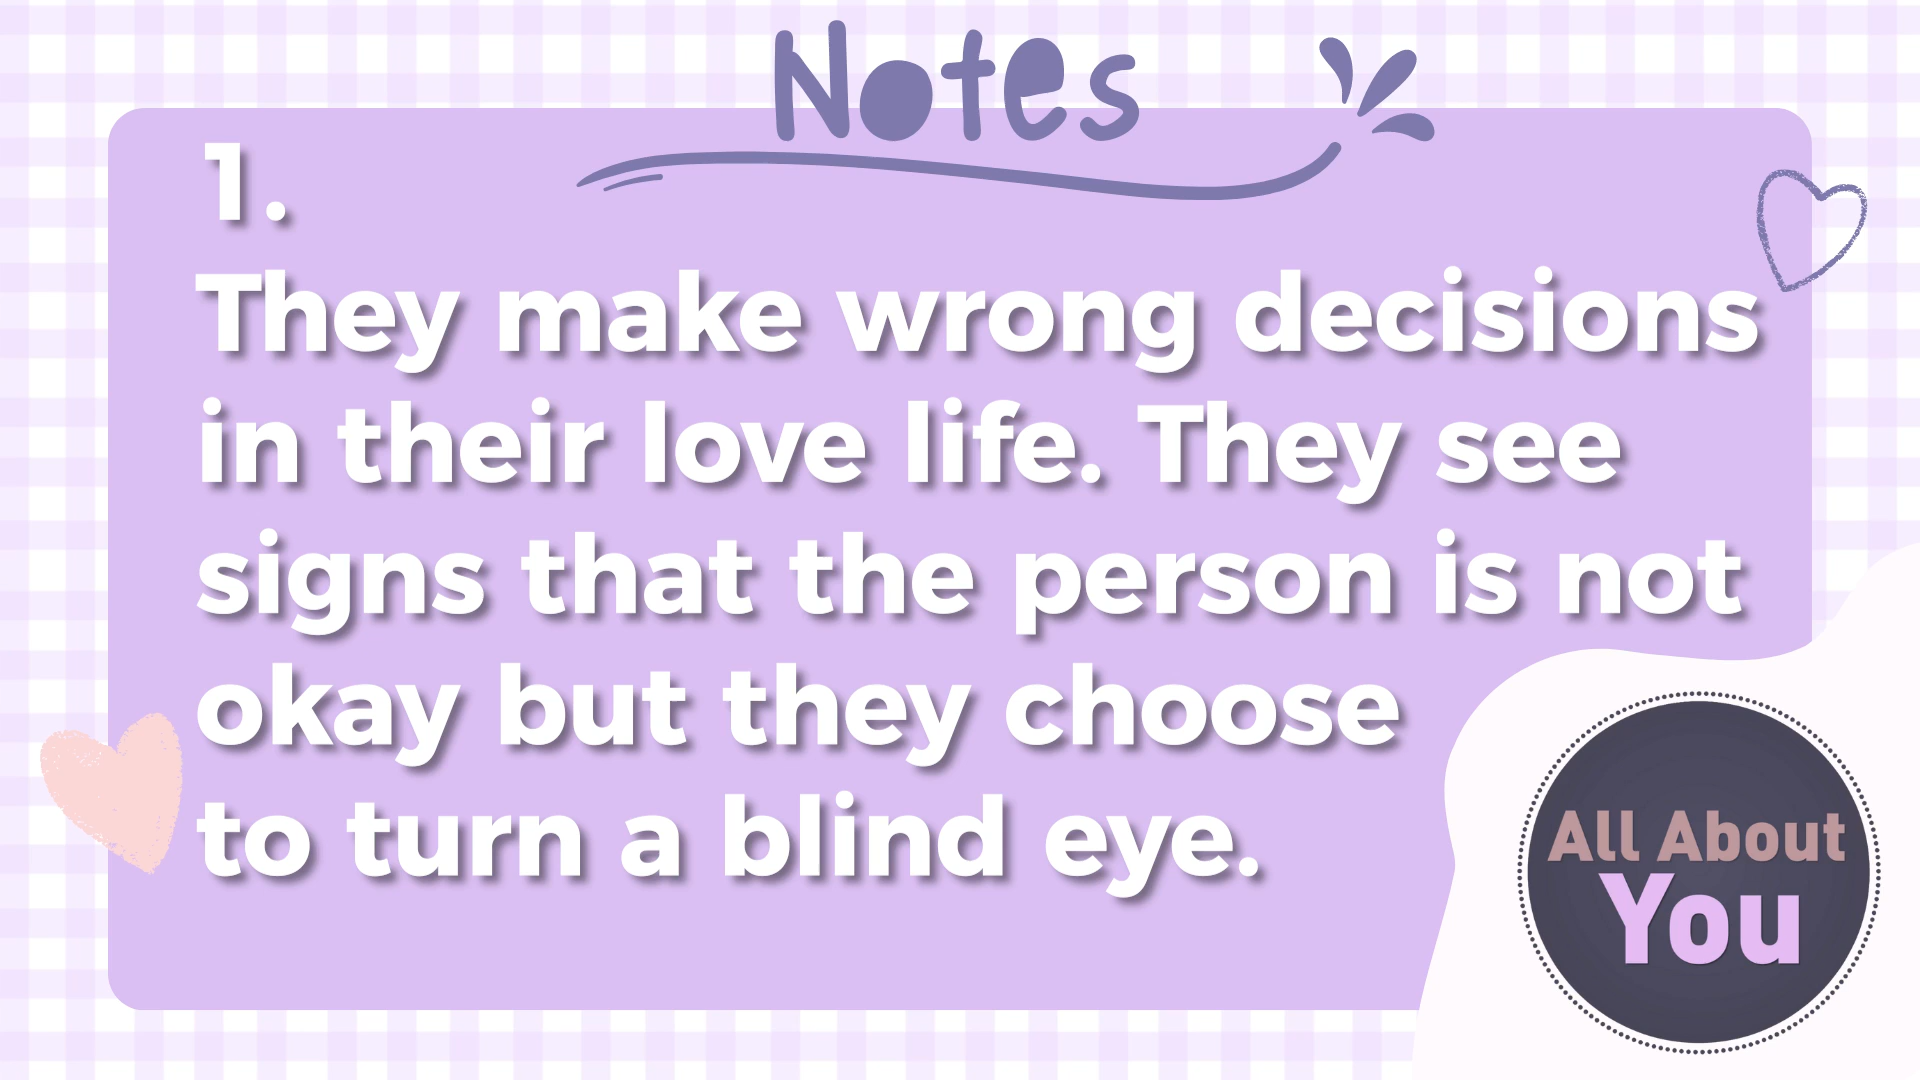 Notes
1.
They make wrong decisions
in their love life. They see
signs that the person is not
okay but they choose
to turn a blind eye.
All About
You